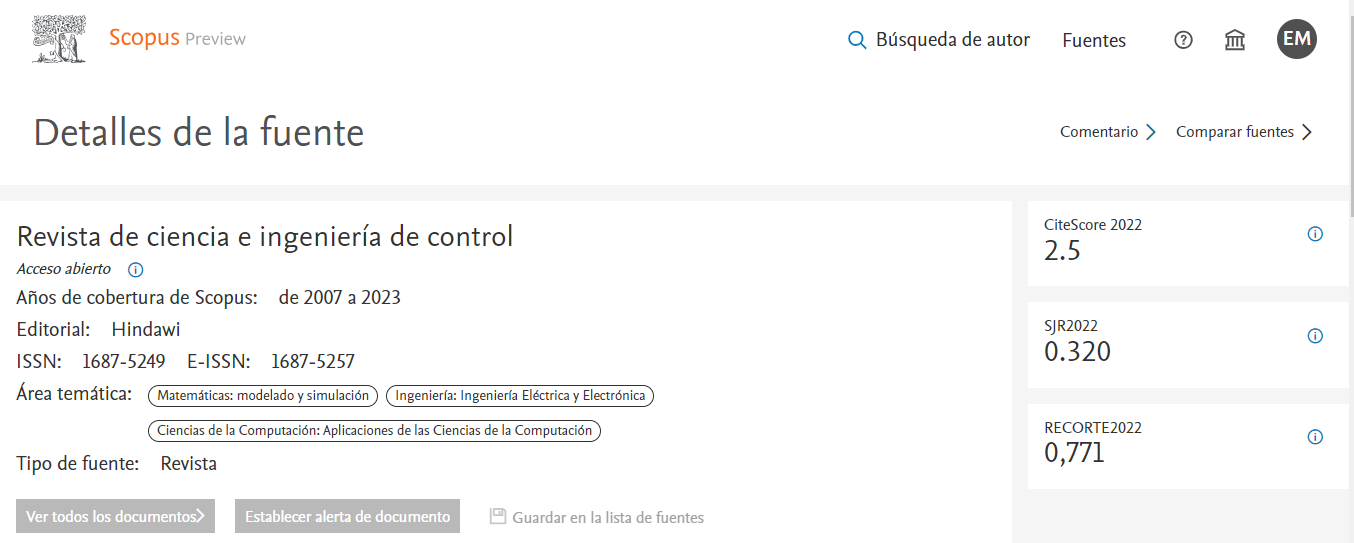 Scopus Preview
Búsqueda de autor Fuentes EM
Detalles de la fuente
Comentario Comparar fuentes
Revista de ciencia e ingeniería de control
Acceso abierto
Años de cobertura de Scopus: de 2007 a 2023
Editorial: Hindawi
ISSN: 1687-5249 E-ISSN: 1687-5257
Área temática: Matemáticas: modelado y simulación Ingeniería: Ingeniería Eléctrica y Electrónica
Ciencias de la Computación: Aplicaciones de las Ciencias de la Computación
Tipo de fuente: Revista
Ver todos los documentos Establecer alerta de documento Guardar en la lista de fuentes
CiteScore 2022
2.5
SJR2022
0.320
RECORTE2022
0,771